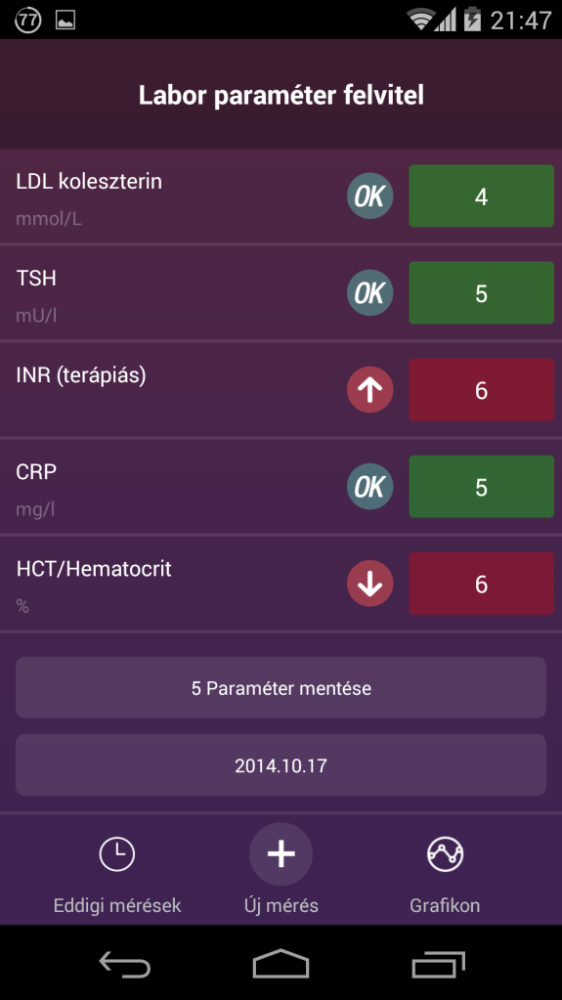 77
21:47
Labor paraméter felvitel
LDL koleszterin
mmol/L
OK
4
TSH
mU/l
OK
5
INR (terápiás)
6
CRP
mg/l
OK
5
HCT/Hematocrit
%
6
5 Paraméter mentése
2014.10.17
Eddigi mérések
Új mérés
Grafikon